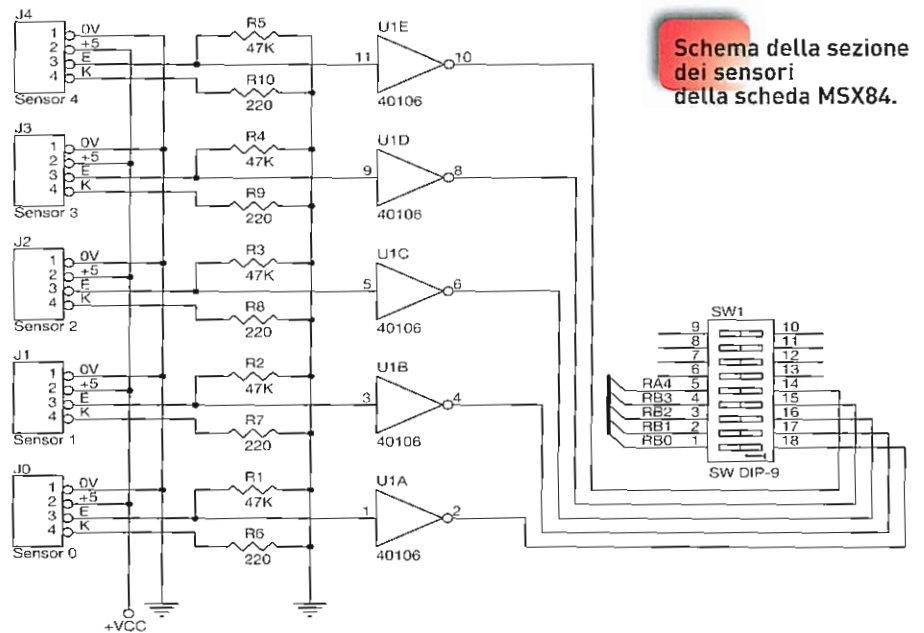 Schema della sezione
dei sensori
della scheda MSX84.
J4
1 0V
2 +5
3 E
4 K
Sensor 4
R5
47K
R10
220
U1E
11 10
40106
J3
1 0V
2 +5
3 E
4 K
Sensor 3
R4
47K
R9
220
U1D
9 8
40106
J2
1 0V
2 +5
3 E
4 K
Sensor 2
R3
47K
R8
220
U1C
5 6
40106
J1
1 0V
2 +5
3 E
4 K
Sensor 1
R2
47K
R7
220
U1B
3 4
40106
J0
1 0V
2 +5
3 E
4 K
Sensor 0
R1
47K
R6
220
U1A
1 2
40106
+VCC
SW1
9 10
8 11
7 12
6 13
RA4 5 14
RB3 4 15
RB2 3 16
RB1 2 17
RB0 1 18
SW DIP-9